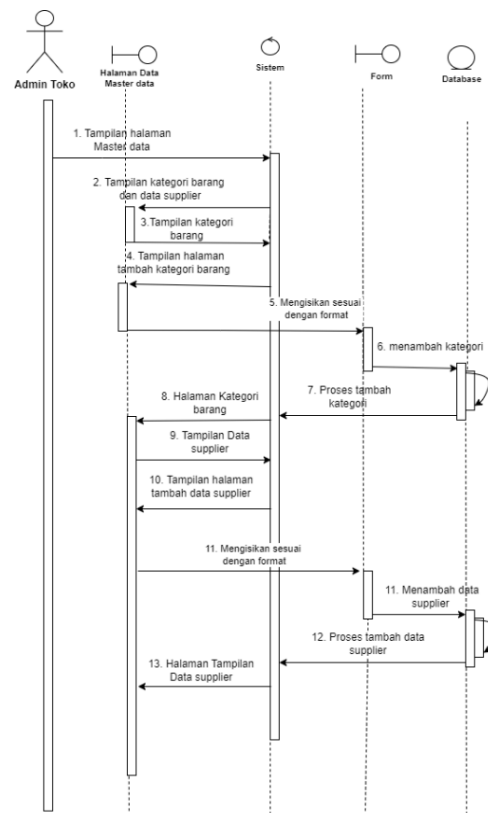 Admin Toko
Halaman Data
Master data
Sistem
Form
Database
1. Tampilan halaman
Master data
2. Tampilan kategori barang
dan data supplier
3.Tampilan kategori
barang
4. Tampilan halaman
tambah kategori barang
5. Mengisikan sesuai
dengan format
6. menambah kategori
7. Proses tambah
kategori
8. Halaman Kategori
barang
9. Tampilan Data
supplier
10. Tampilan halaman
tambah data supplier
11. Mengisikan sesuai
dengan format
11. Menambah data
supplier
12. Proses tambah data
supplier
13. Halaman Tampilan
Data supplier